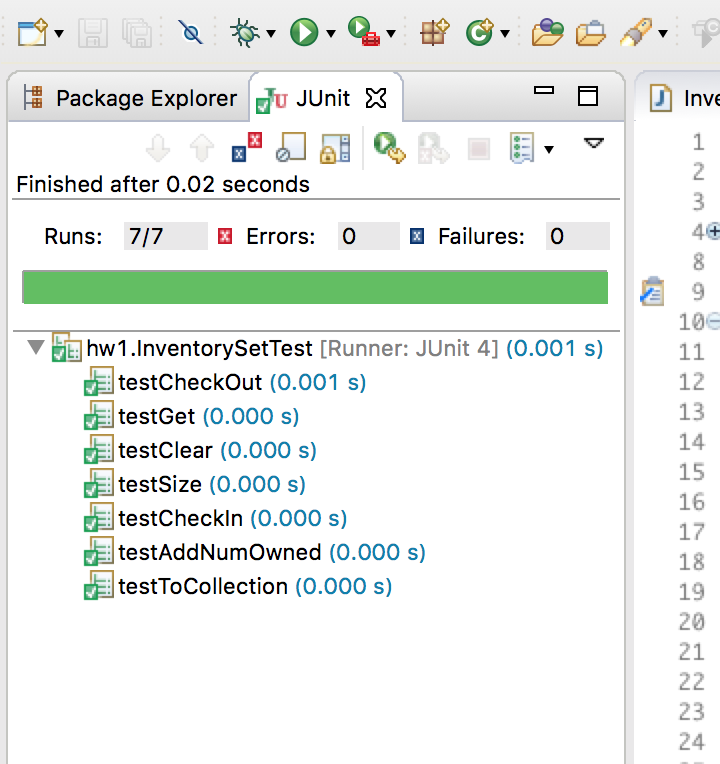 Package Explorer
JUnit
Finished after 0.02 seconds
Runs: 7/7 Errors: 0 Failures: 0
hw1.InventorySetTest [Runner: JUnit 4] (0.001 s)
testCheckOut (0.001 s)
testGet (0.000 s)
testClear (0.000 s)
testSize (0.000 s)
testCheckIn (0.000 s)
testAddNumOwned (0.000 s)
testToCollection (0.000 s)
Inve
1
2
3
4
8
9
10
11
12
13
14
15
16
17
18
19
20
21
22
23
24